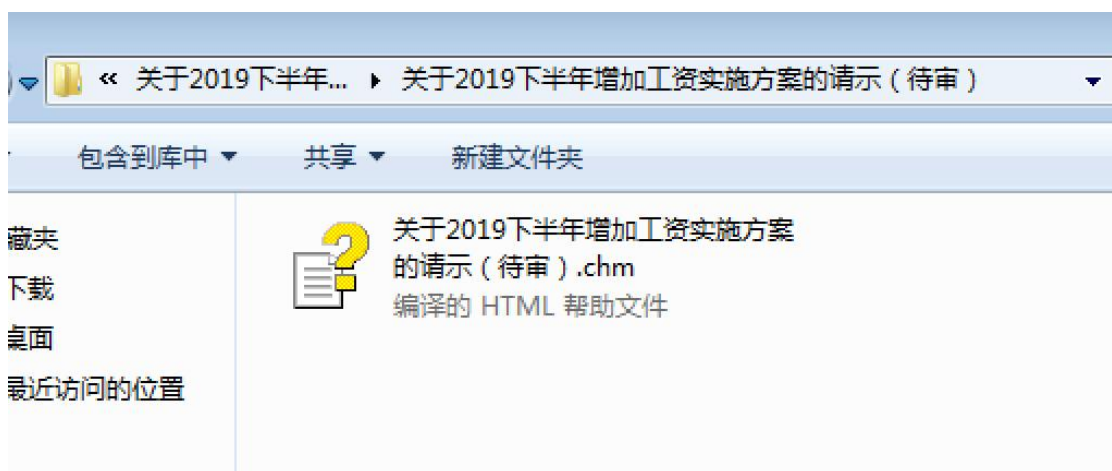 « 关于2019下半年... 关于2019下半年增加工资实施方案的请示（待审）
包含到库中 共享 新建文件夹
藏夹
下载
桌面
最近访问的位置
关于2019下半年增加工资实施方案
的请示（待审）.chm
编译的 HTML 帮助文件